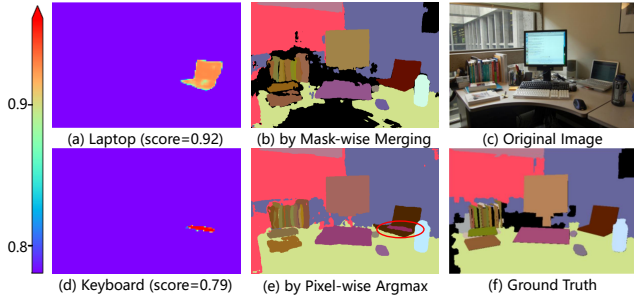 0.9
0.8
(a) Laptop (score=0.92)
(b) by Mask-wise Merging
(c) Original Image
(d) Keyboard (score=0.79)
(e) by Pixel-wise Argmax
(f) Ground Truth